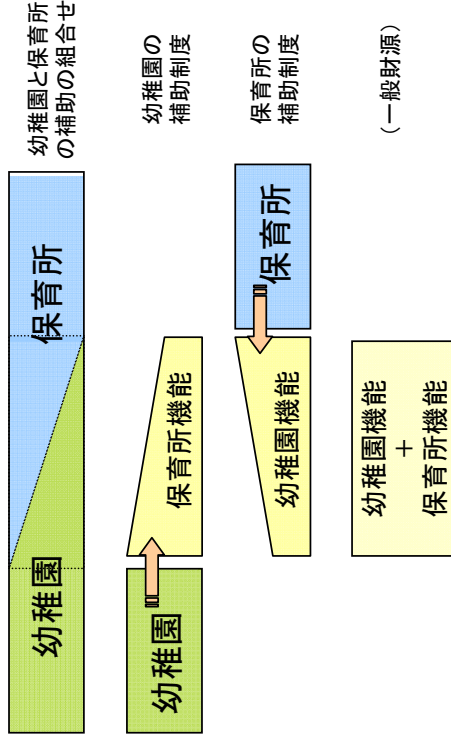 幼稚園
保育所
幼稚園と保育所
の補助の組合せ
幼稚園
保育所機能
幼稚園の
補助制度
幼稚園機能
保育所
保育所の
補助制度
幼稚園機能
+
保育所機能
(一般財源)